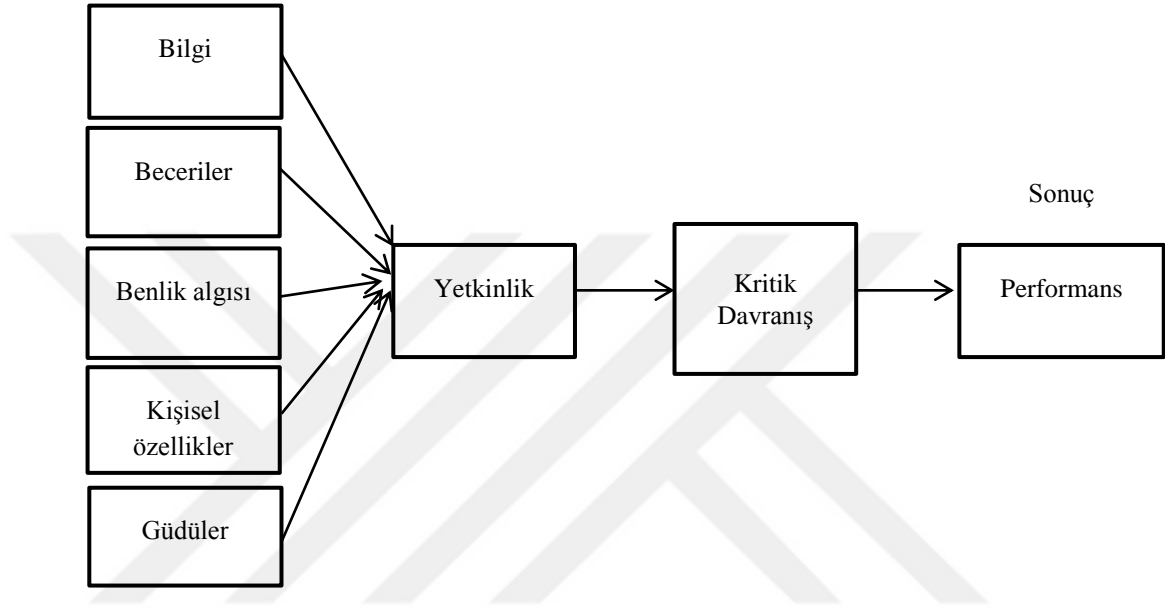 Bilgi
Beceriler
Benlik algısı
Kişisel
özellikler
Güdüler
Yetkinlik
Kritik
Davranış
Sonuç
Performans